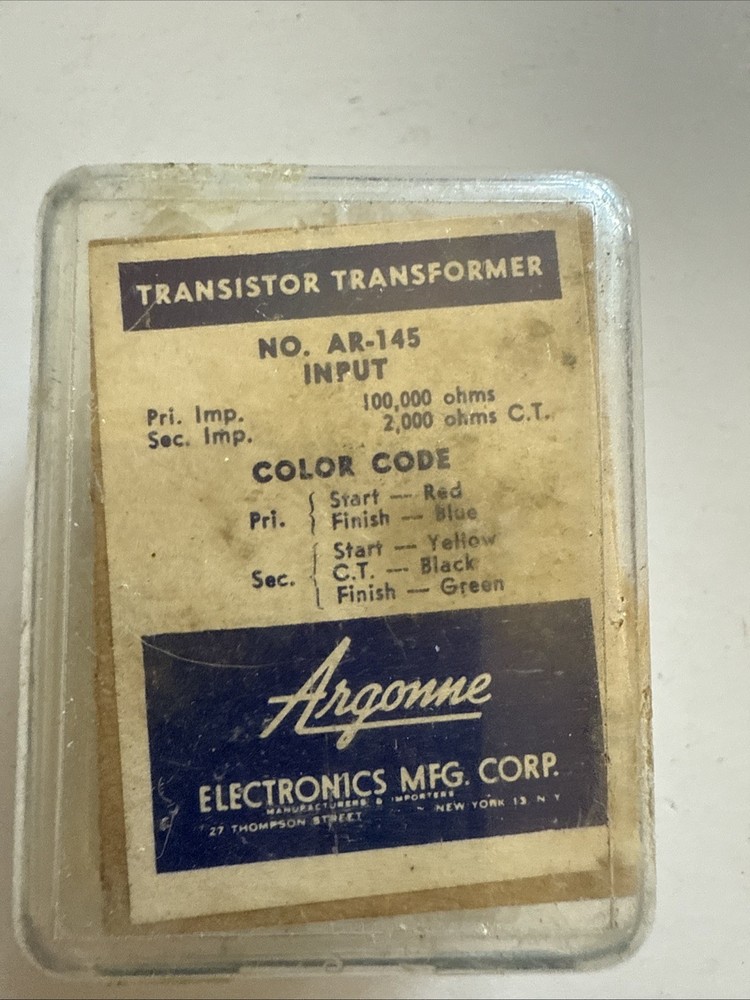 TRANSISTOR TRANSFORMER
NO. AR-145
INPUT
Pri. Imp. 100,000 ohms
Sec. Imp. 2,000 ohms C.T.
COLOR CODE
Pri. { Start — Red
Finish — Blue
Sec. { Start — Yellow
C.T. — Black
Finish — Green
Argonne
ELECTRONICS MFG. CORP.
MANUFACTURERS & IMPORTERS
27 THOMPSON STREET ~ NEW YORK 13 N Y